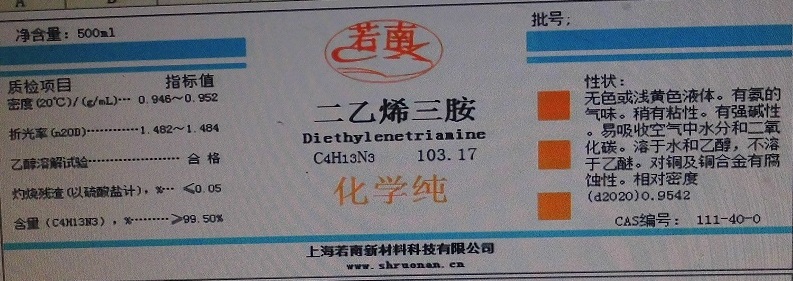 A
D
净含量：500ml
质检项目 指标值
密度(20℃)/(g/mL)… 0.946～0.952
折光率(n20D)…………1.482～1.484
乙醇溶解试验…………………合 格
灼烧残渣(以硫酸盐计)，%… ≤0.05
含量（C4H13N3），%………≥99.50%
若南
二乙烯三胺
Diethylenetriamine
C4H13N3 103.17
化学纯
批号；
性状：
无色或浅黄色液体。有氨的
气味。稍有粘性。有强碱性
。易吸收空气中水分和二氧
化碳。溶于水和乙醇，不溶
于乙醚。对铜及铜合金有腐
蚀性。相对密度
(d2020)0.9542
CAS编号： 111-40-0
上海若南新材料科技有限公司
www.shruonan.cn